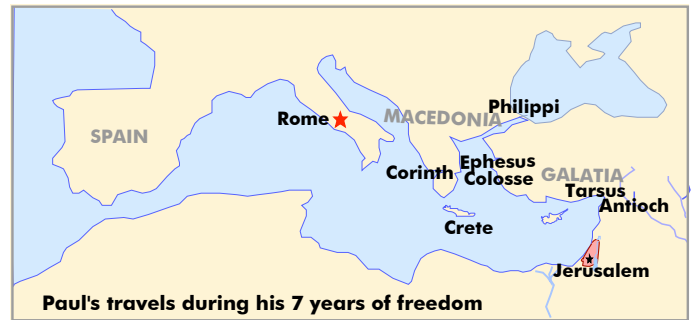 Philippi
MACEDONIA
Rome
SPAIN
Ephesus
Corinth
GALATIA
Colosse
Tarsus
Antioch
Crete
Jerusalem
Paul's travels during his 7 years of freedom